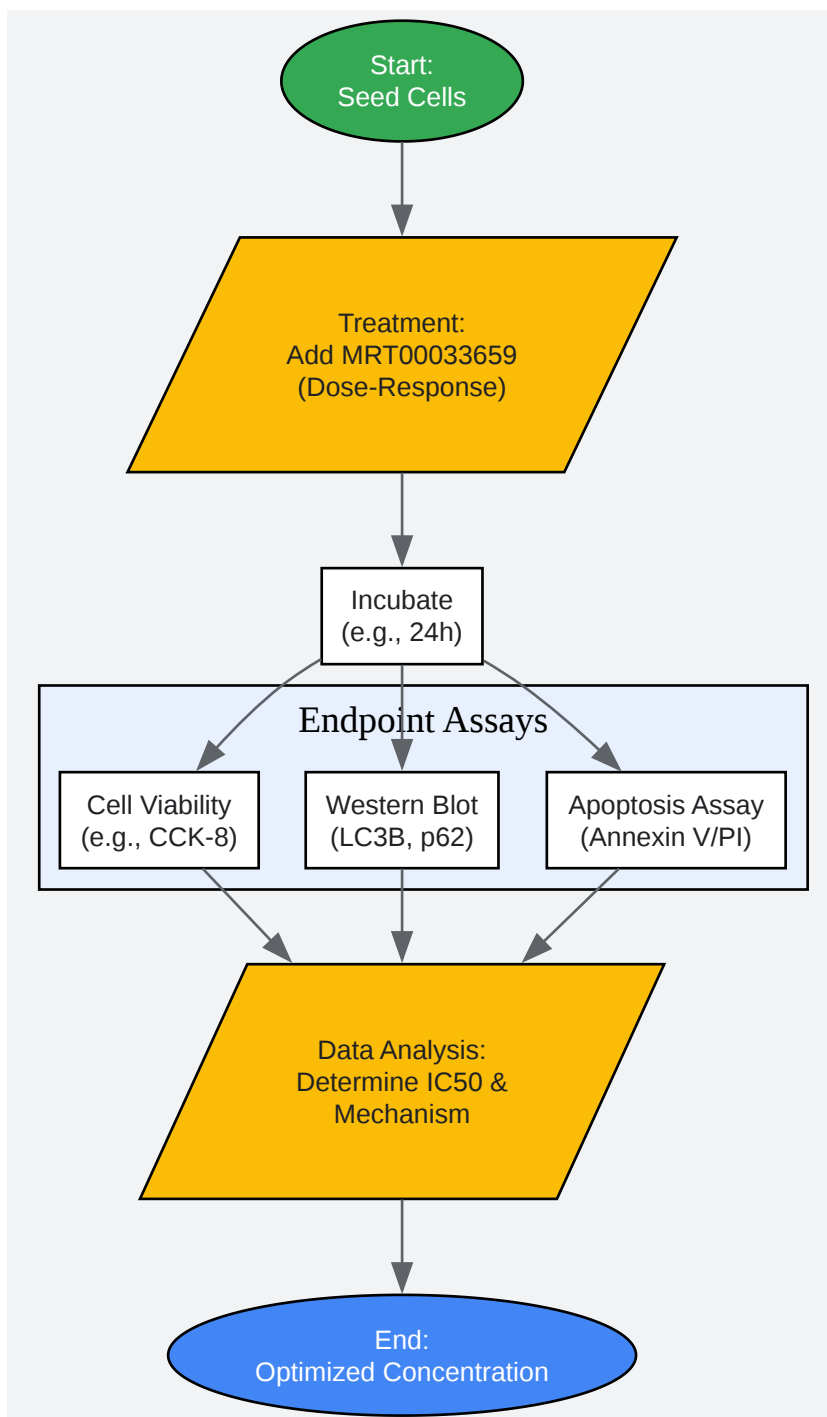 Start:
Seed Cells
Treatment:
Add MRT00033659
(Dose-Response)
Incubate
(e.g., 24h)
Endpoint Assays
Cell Viability
(e.g., CCK-8)
Western Blot
(LC3B, p62)
Apoptosis Assay
(Annexin V/PI)
Data Analysis:
Determine IC50 &
Mechanism
End:
Optimized Concentration